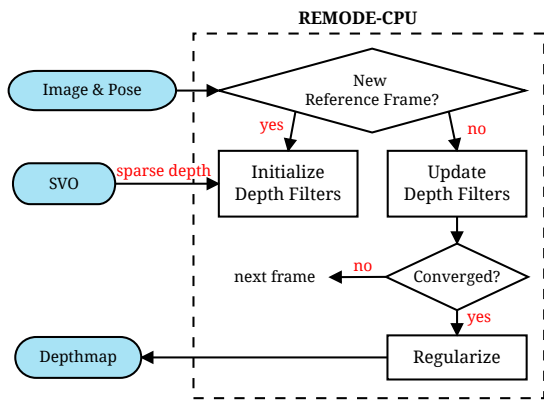 REMODE-CPU
Image & Pose
New
Reference Frame?
yes
no
SVO
sparse depth
Initialize
Depth Filters
Update
Depth Filters
next frame
no
Converged?
yes
Depthmap
Regularize